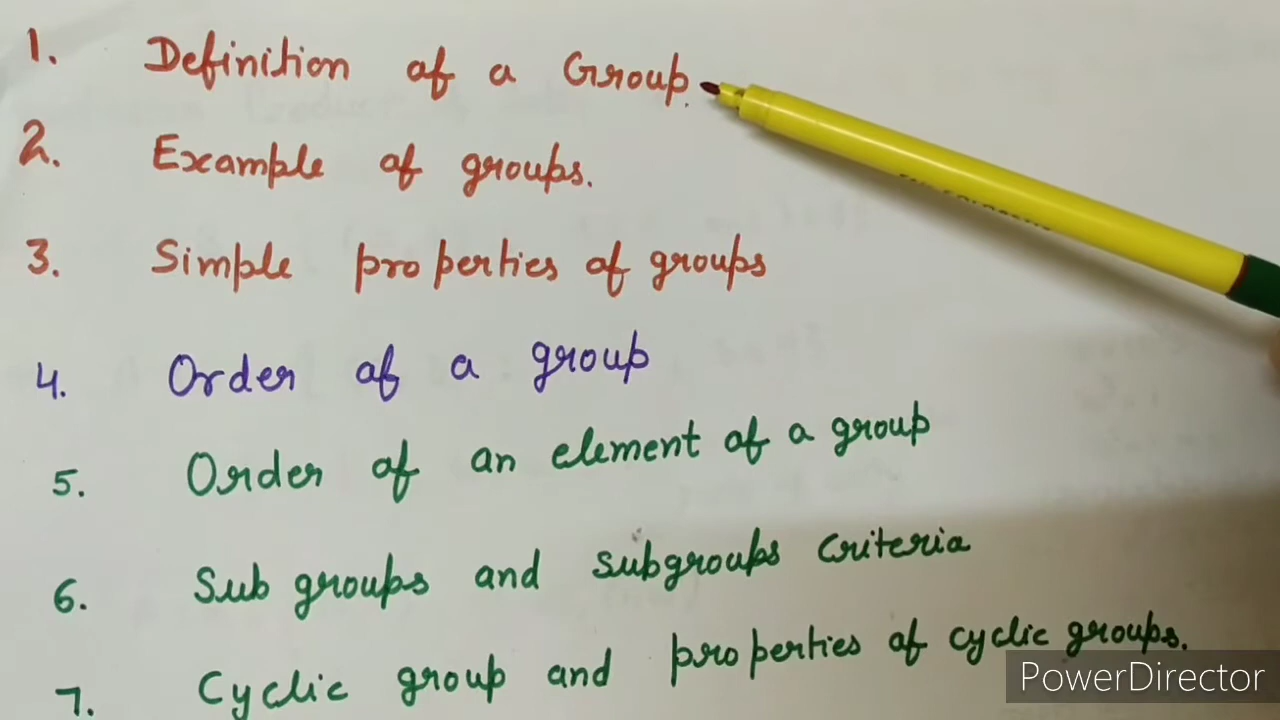 1. Definition of a Group.
2. Example of groups.
3. Simple properties of groups
4. Order of a group
5. Order of an element of a group
6. Sub groups and subgroups criteria
7. Cyclic group and properties of cyclic groups.
PowerDirector